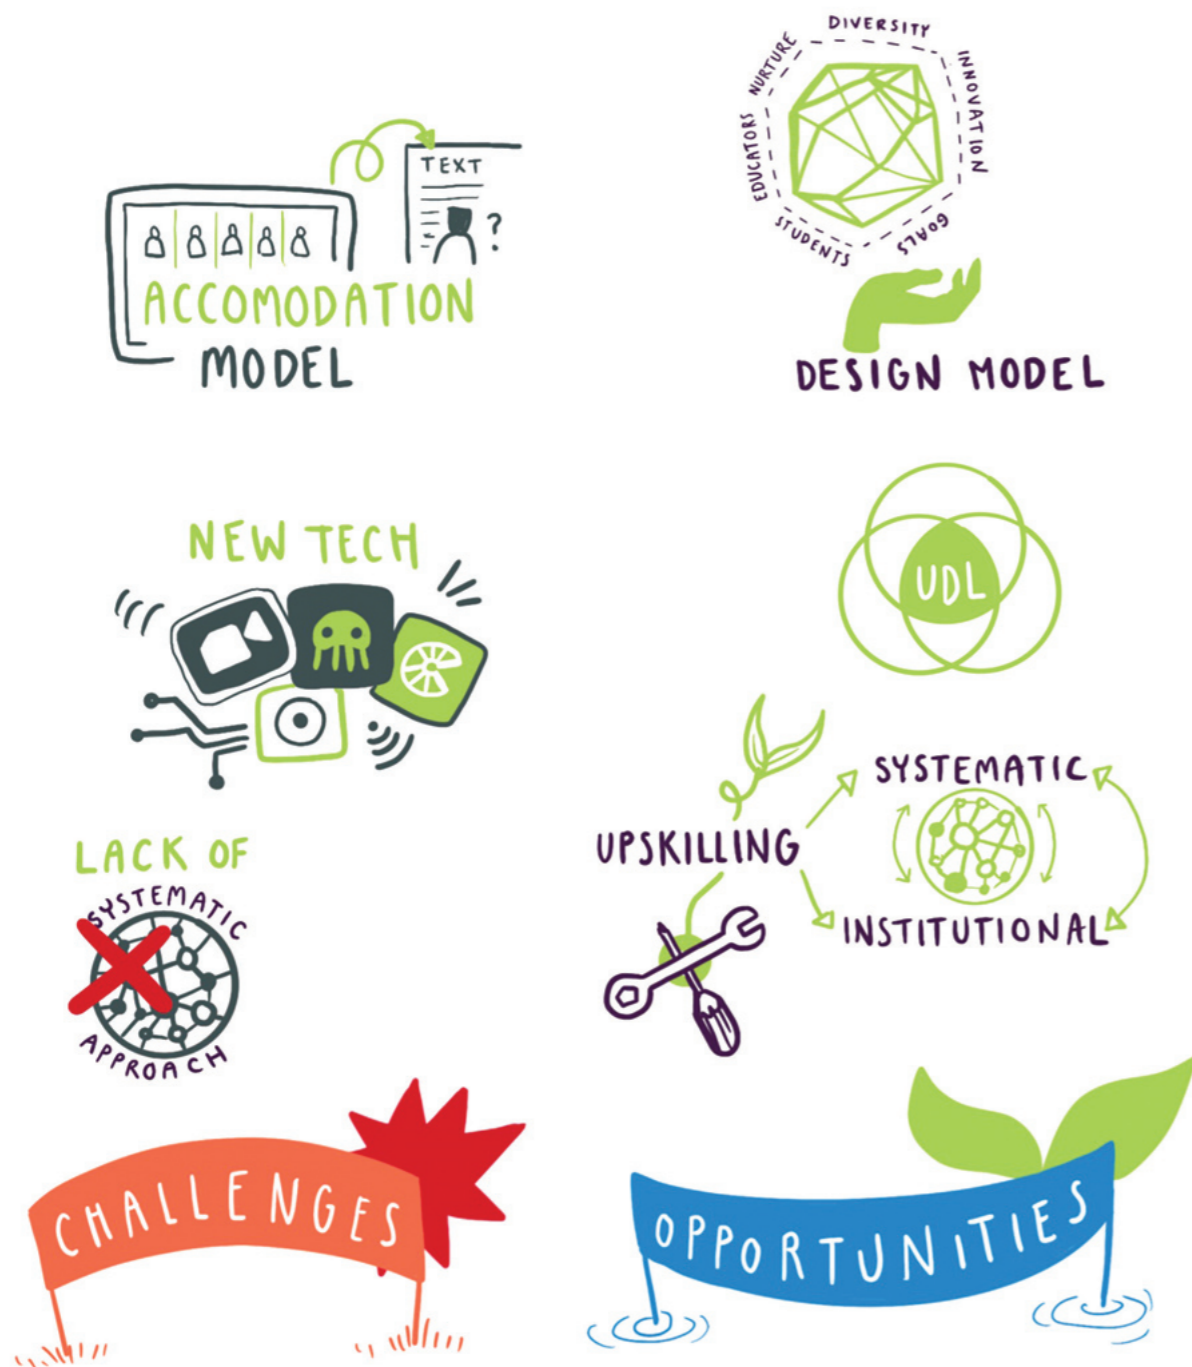 TEXT
?
ACCOMODATION
MODEL
DIVERSITY
INNOVATION
GOALS
STUDENTS
EDUCATORS
NURTURE
DESIGN MODEL
NEW TECH
UDL
LACK OF
SYSTEMATIC
APPROACH
UPSKILLING
SYSTEMATIC
INSTITUTIONAL
CHALLENGES
OPPORTUNITIES